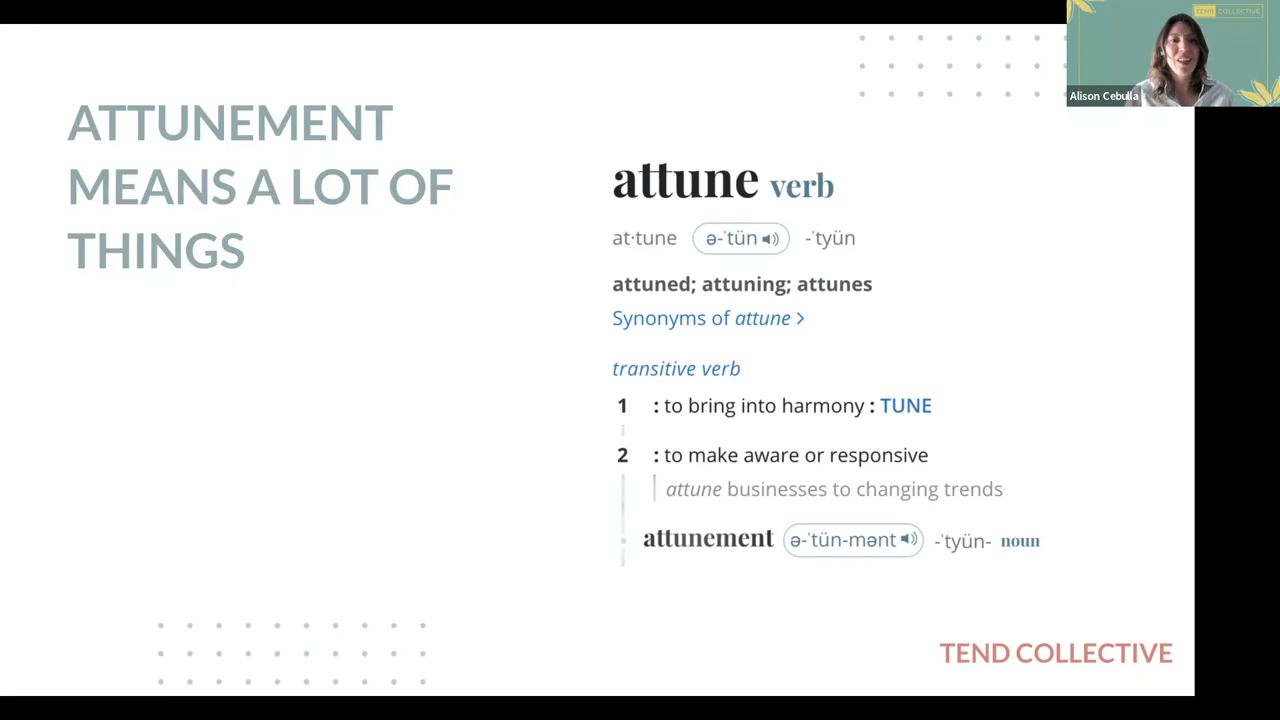 TEND COLLECTIVE
Alison Cebulla
ATTUNEMENT
MEANS A LOT OF
THINGS
attune verb
at·tune ə-ˈtün -ˈtyün
attuned; attuning; attunes
Synonyms of attune >
transitive verb
1 : to bring into harmony : TUNE
2 : to make aware or responsive
attune businesses to changing trends
attunement ə-ˈtün-mənt -ˈtyün- noun
TEND COLLECTIVE